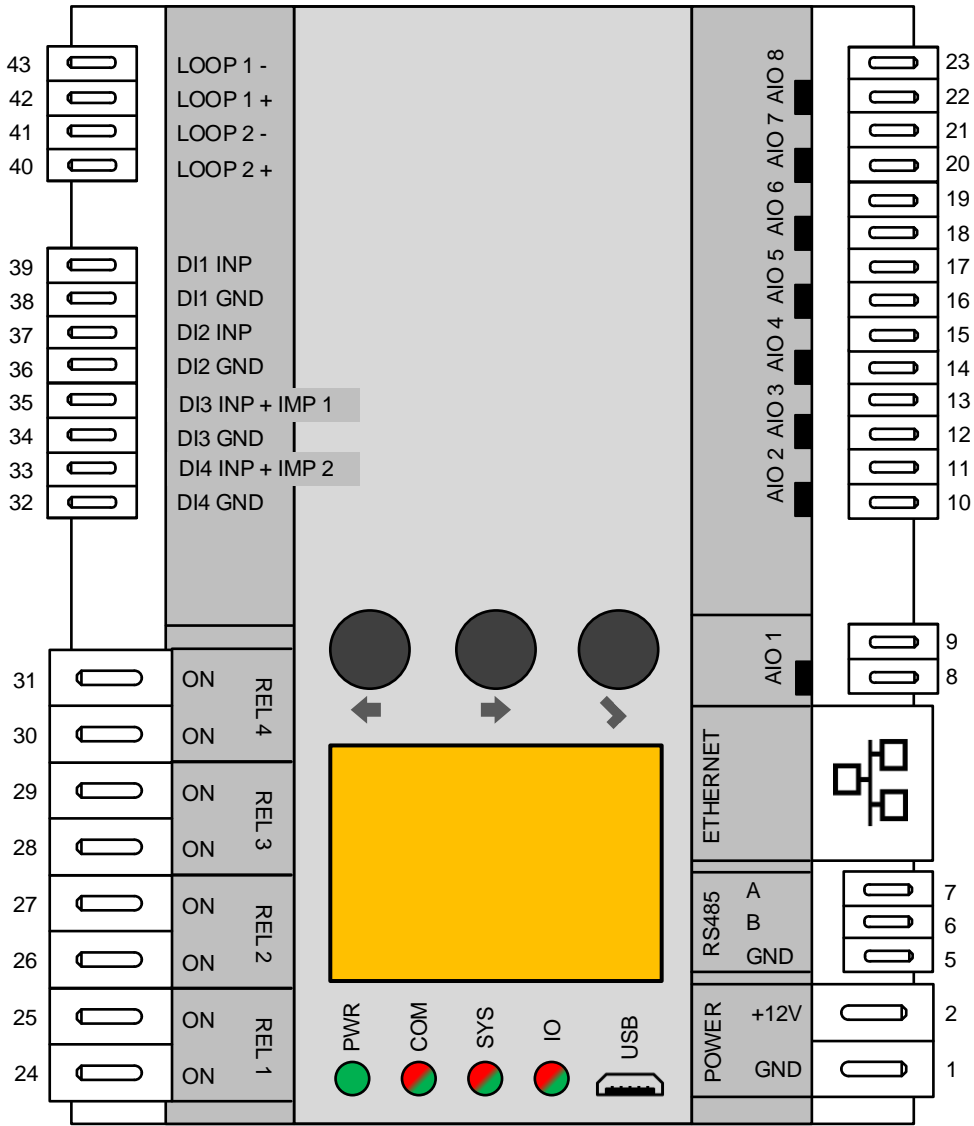 43 LOOP 1 -
42 LOOP 1 +
41 LOOP 2 -
40 LOOP 2 +
39 DI1 INP
38 DI1 GND
37 DI2 INP
36 DI2 GND
35 DI3 INP + IMP 1
34 DI3 GND
33 DI4 INP + IMP 2
32 DI4 GND
31 ON
REL 4
30 ON
29 ON
REL 3
28 ON
27 ON
REL 2
26 ON
25 ON
REL 1
24 ON
PWR
COM
SYS
IO
USB
AIO 8
AIO 7
AIO 6
AIO 5
AIO 4
AIO 3
AIO 2
23
22
21
20
19
18
17
16
15
14
13
12
11
10
AIO 1
9
8
ETHERNET
RS485
A 7
B 6
GND 5
POWER
+12V 2
GND 1